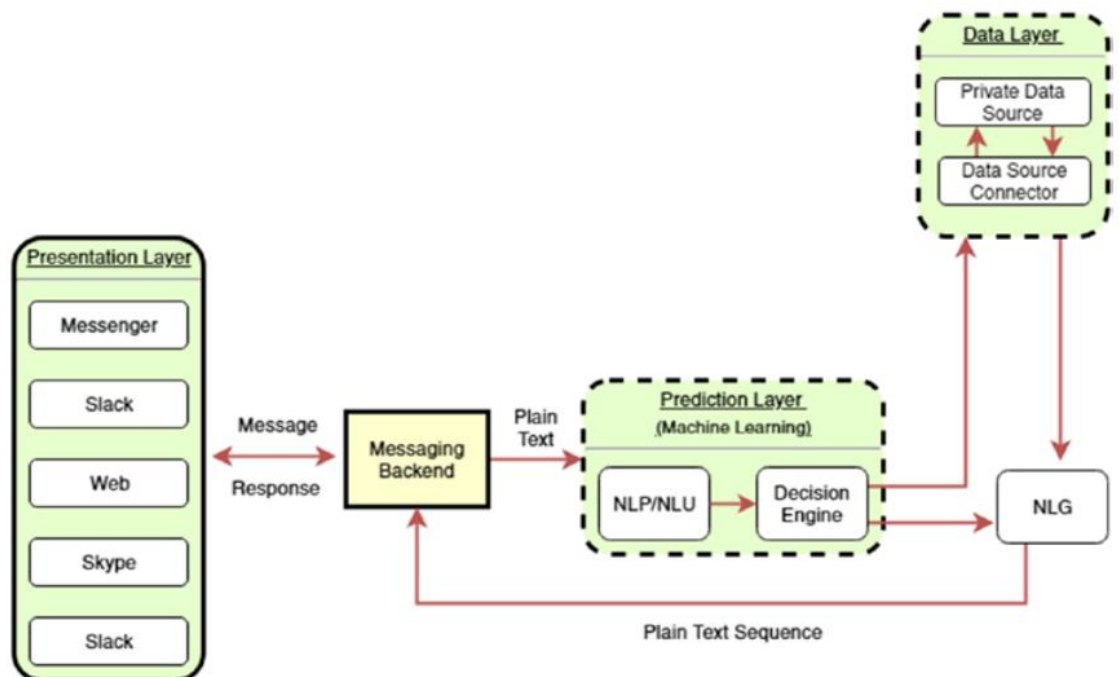 Data Layer
Private Data
Source
Data Source
Connector
Presentation Layer
Messenger
Slack
Web
Skype
Slack
Message
Response
Messaging
Backend
Plain
Text
Prediction Layer
(Machine Learning)
NLP/NLU
Decision
Engine
NLG
Plain Text Sequence